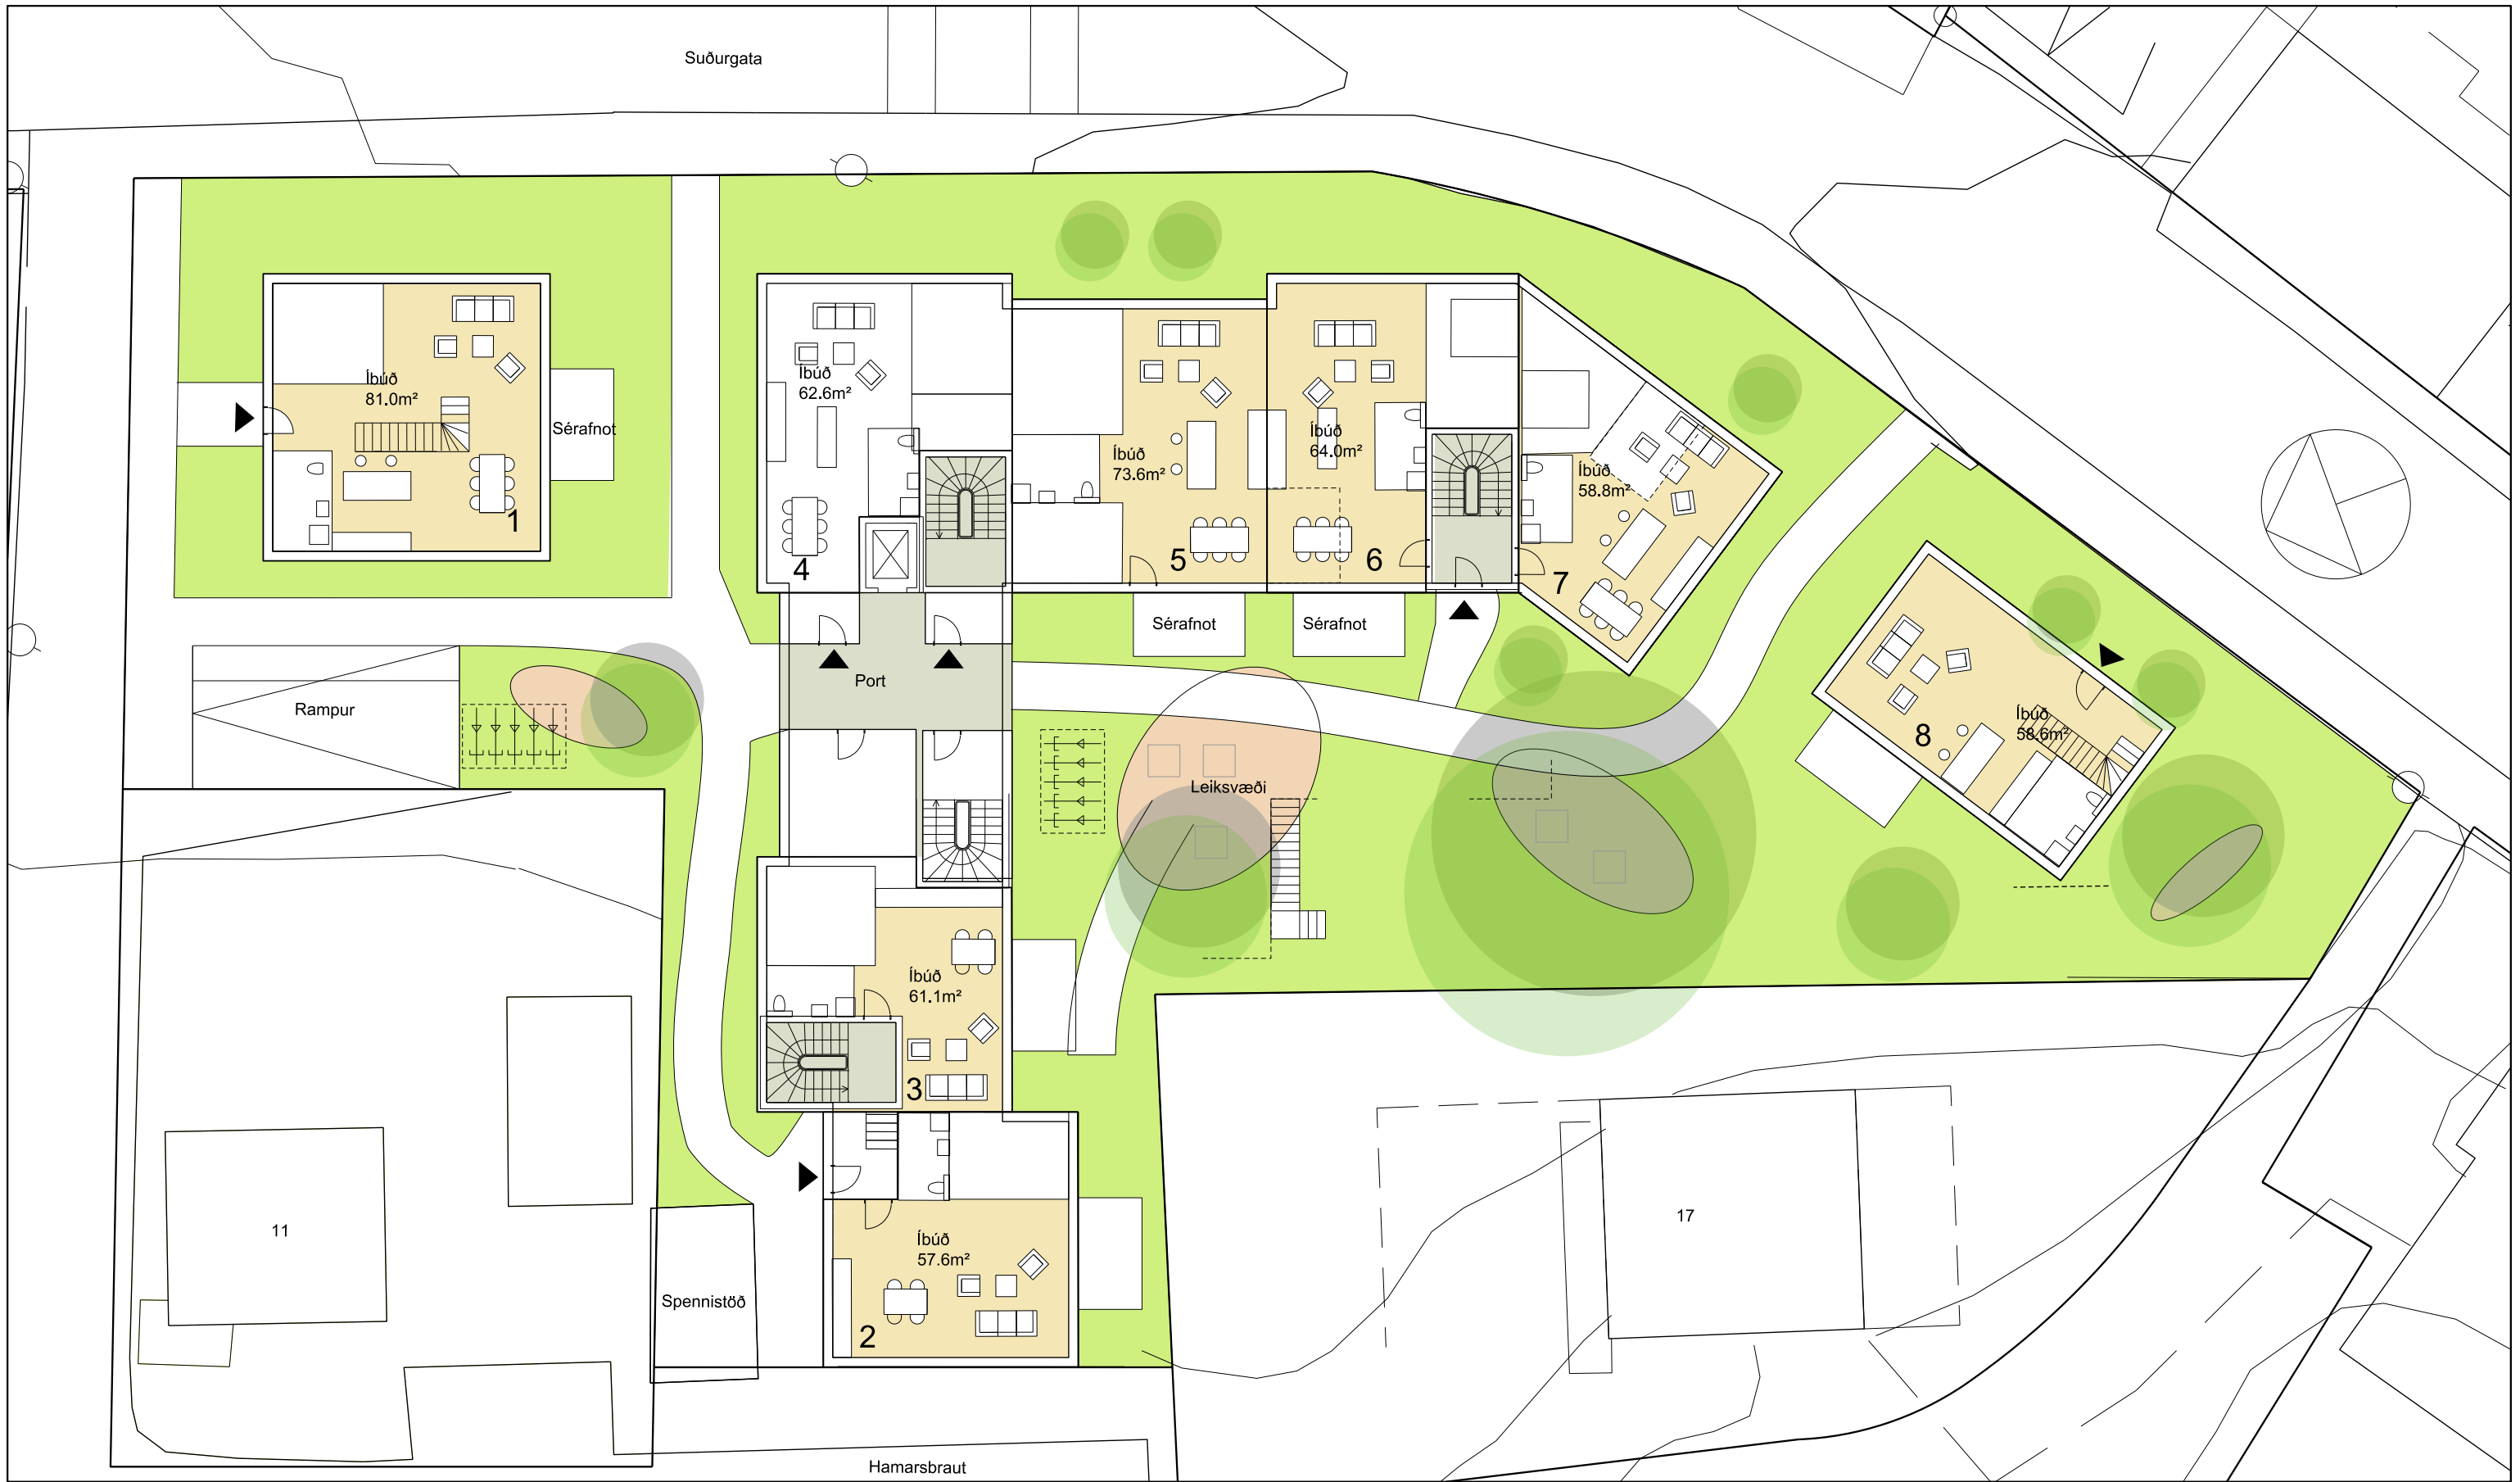 Suðurgata
Íbúð
81.0m²
Sérafnot
1
Íbúð
62.6m²
4
Íbúð
73.6m²
5
Íbúð
64.0m²
6
Íbúð
58.8m²
7
Sérafnot
Sérafnot
Port
Rampur
Íbúð
58.6m²
8
Leiksvæði
Íbúð
61.1m²
3
11
17
Íbúð
57.6m²
2
Spennistöð
Hamarsbraut